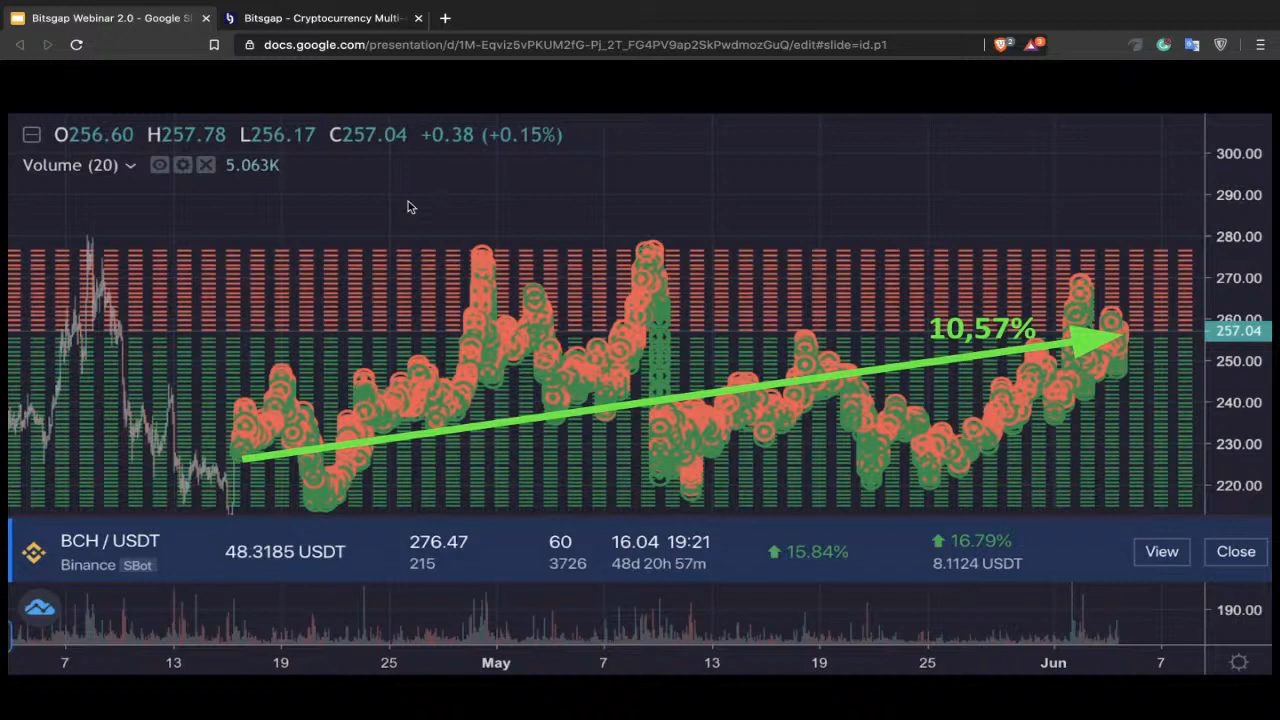 Bitsgap Webinar 2.0 - Google Sl
Bitsgap - Cryptocurrency Multi-
docs.google.com/presentation/d/1M-Eqviz5vPKUM2fG-Pj_2T_FG4PV9ap2SkPwdmozGuQ/edit#slide=id.p1
2
3
O256.60 H257.78 L256.17 C257.04 +0.38 (+0.15%)
Volume (20) 5.063K
300.00
290.00
280.00
270.00
260.00
10,57%
257.04
250.00
240.00
230.00
220.00
BCH / USDT
Binance SBot
48.3185 USDT
276.47
215
60
3726
16.04 19:21
48d 20h 57m
15.84%
16.79%
8.1124 USDT
View
Close
190.00
7 13 19 25 May 7 13 19 25 Jun 7